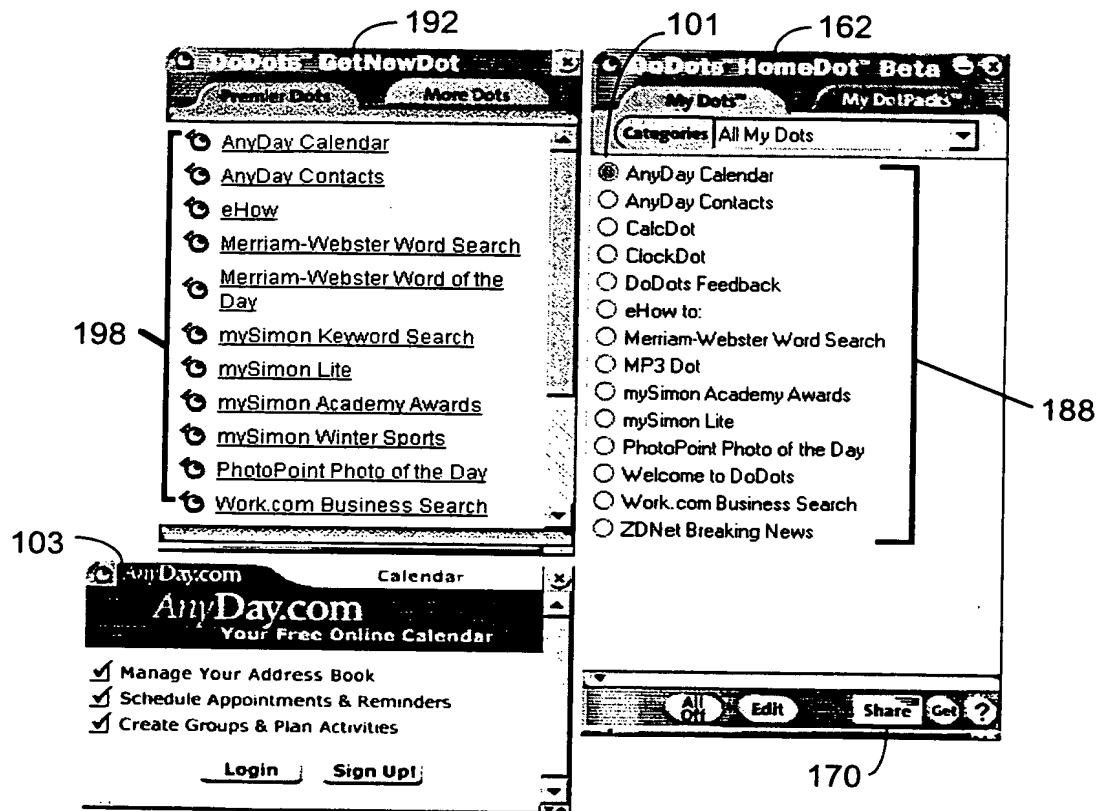 192
DoDots™ GetNewDot
Premier Dots
More Dots
AnyDay Calendar
AnyDay Contacts
eHow
Merriam-Webster Word Search
Merriam-Webster Word of the
Day
mySimon Keyword Search
mySimon Lite
mySimon Academy Awards
mySimon Winter Sports
PhotoPoint Photo of the Day
Work.com Business Search
198
101
162
DoDots™ HomeDot™ Beta
My Dots™
My DotPacks™
Categories
All My Dots
AnyDay Calendar
AnyDay Contacts
CalcDot
ClockDot
DoDots Feedback
eHow to:
Merriam-Webster Word Search
MP3 Dot
mySimon Academy Awards
mySimon Lite
PhotoPoint Photo of the Day
Welcome to DoDots
Work.com Business Search
ZDNet Breaking News
188
All
Off
Edit
Share
Get
?
170
103
AnyDay.com
Calendar
AnyDay.com
Your Free Online Calendar
Manage Your Address Book
Schedule Appointments & Reminders
Create Groups & Plan Activities
Login
Sign Up!